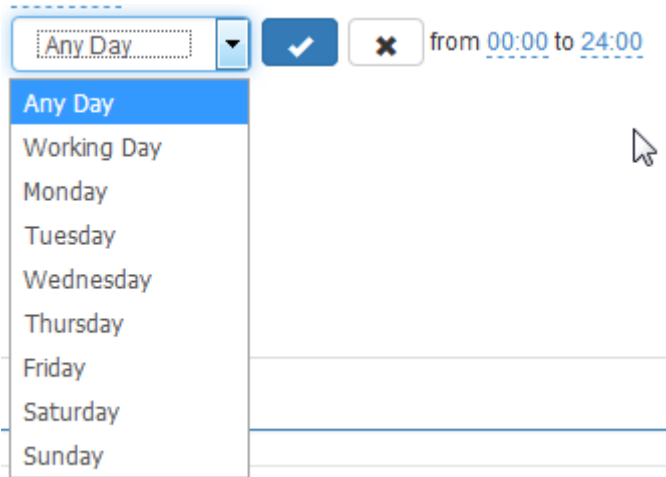 Any Day from 00:00 to 24:00
Any Day
Working Day
Monday
Tuesday
Wednesday
Thursday
Friday
Saturday
Sunday